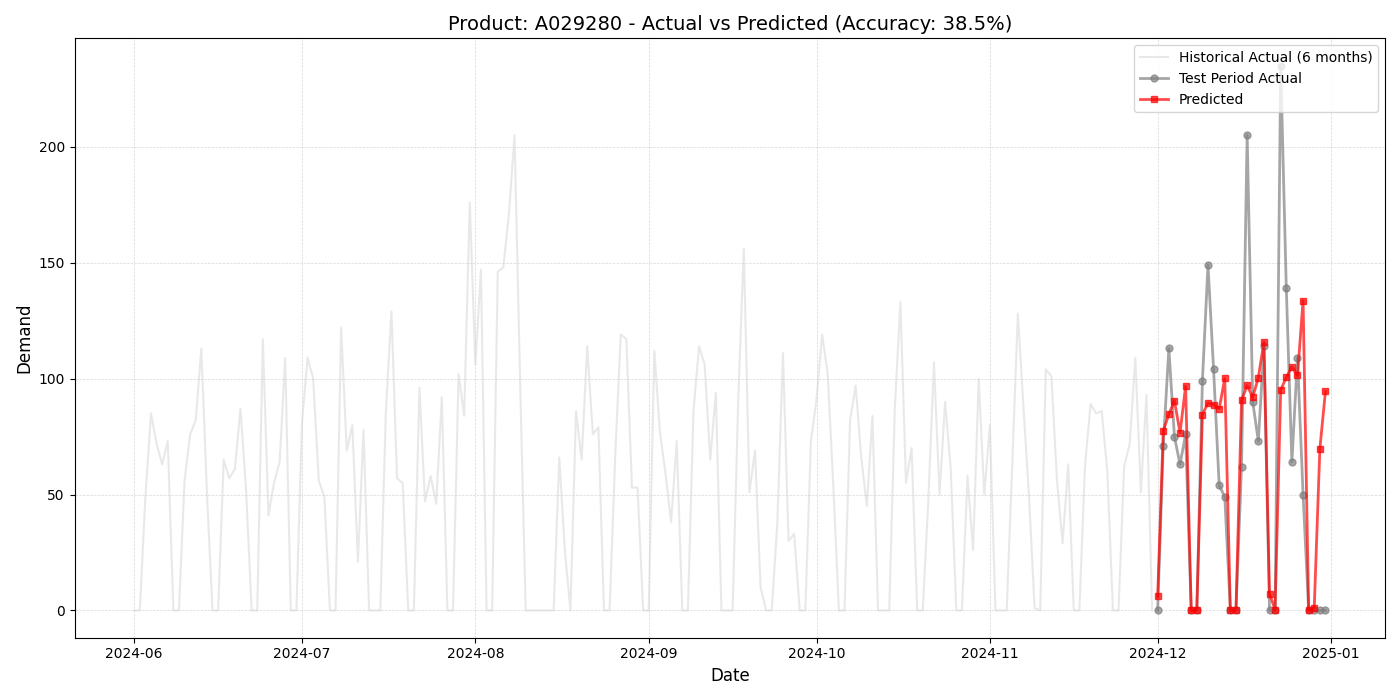 Product: A029280 - Actual vs Predicted (Accuracy: 38.5%)
Historical Actual (6 months)
Test Period Actual
Predicted
Demand
200
150
100
50
0
2024-06
2024-07
2024-08
2024-09
2024-10
2024-11
2024-12
2025-01
Date